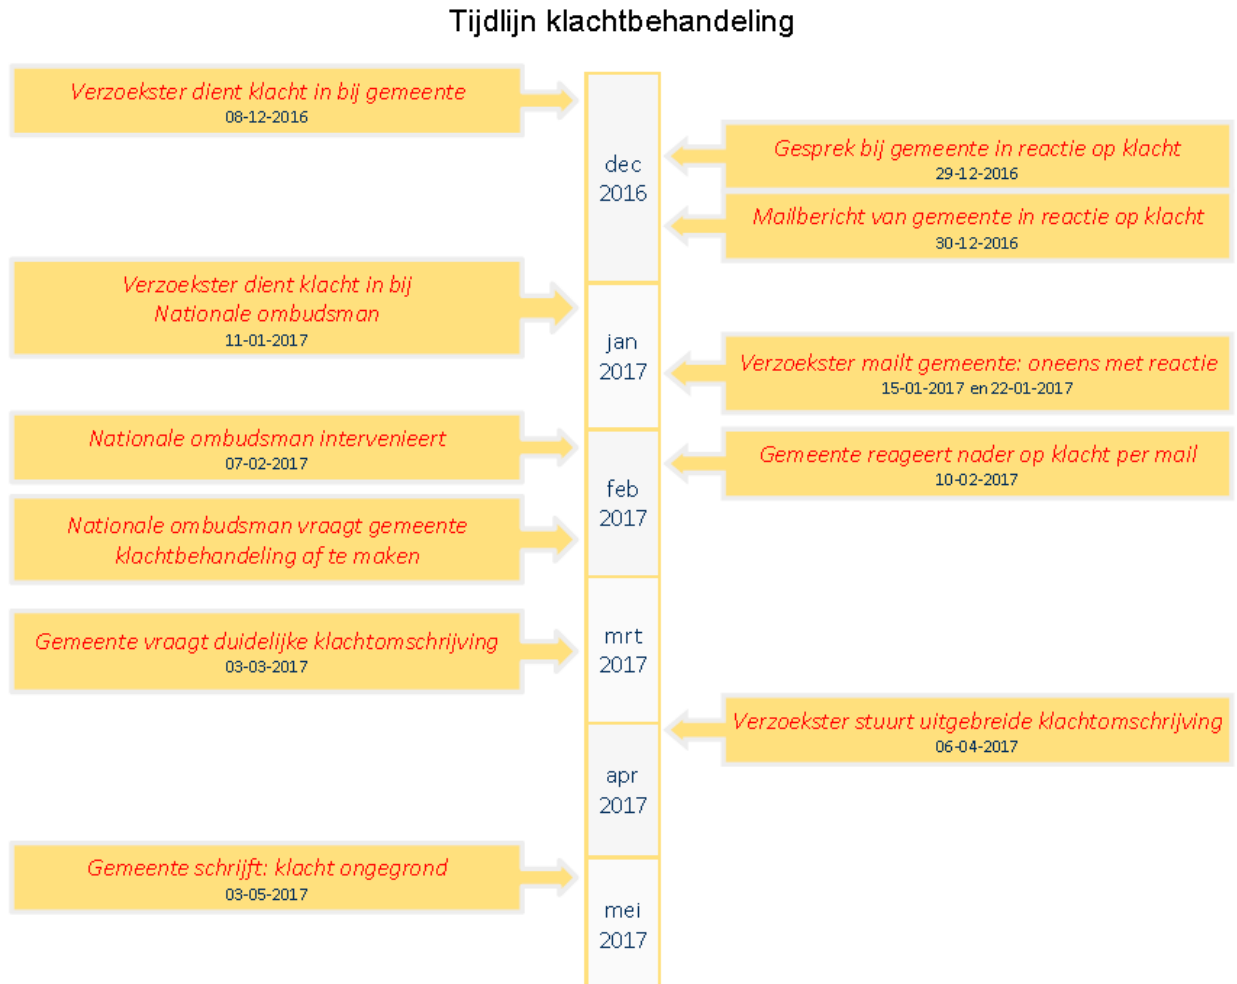 Tijdlijn klachtbehandeling
Verzoekster dient klacht in bij gemeente
08-12-2016
Gesprek bij gemeente in reactie op klacht
29-12-2016
dec
2016
Mailbericht van gemeente in reactie op klacht
30-12-2016
Verzoekster dient klacht in bij
Nationale ombudsman
11-01-2017
jan
2017
Verzoekster mailt gemeente: oneens met reactie
15-01-2017 en 22-01-2017
Nationale ombudsman intervenieert
07-02-2017
Gemeente reageert nader op klacht per mail
10-02-2017
feb
2017
Nationale ombudsman vraagt gemeente
klachtbehandeling af te maken
Gemeente vraagt duidelijke klachtomschrijving
03-03-2017
mrt
2017
Verzoekster stuurt uitgebreide klachtomschrijving
06-04-2017
apr
2017
Gemeente schrijft: klacht ongegrond
03-05-2017
mei
2017